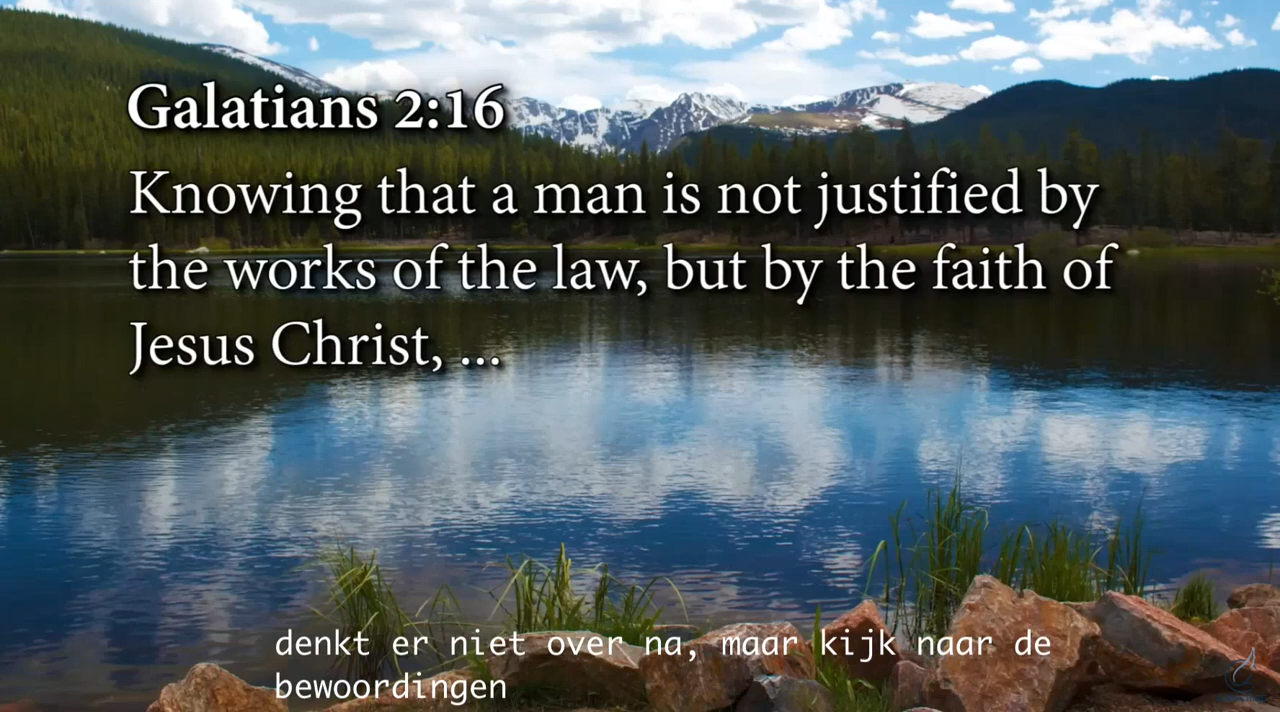 Galatians 2:16
Knowing that a man is not justified by
the works of the law, but by the faith of
Jesus Christ, ...
denkt er niet over na, maar kijk naar de
bewoordingen